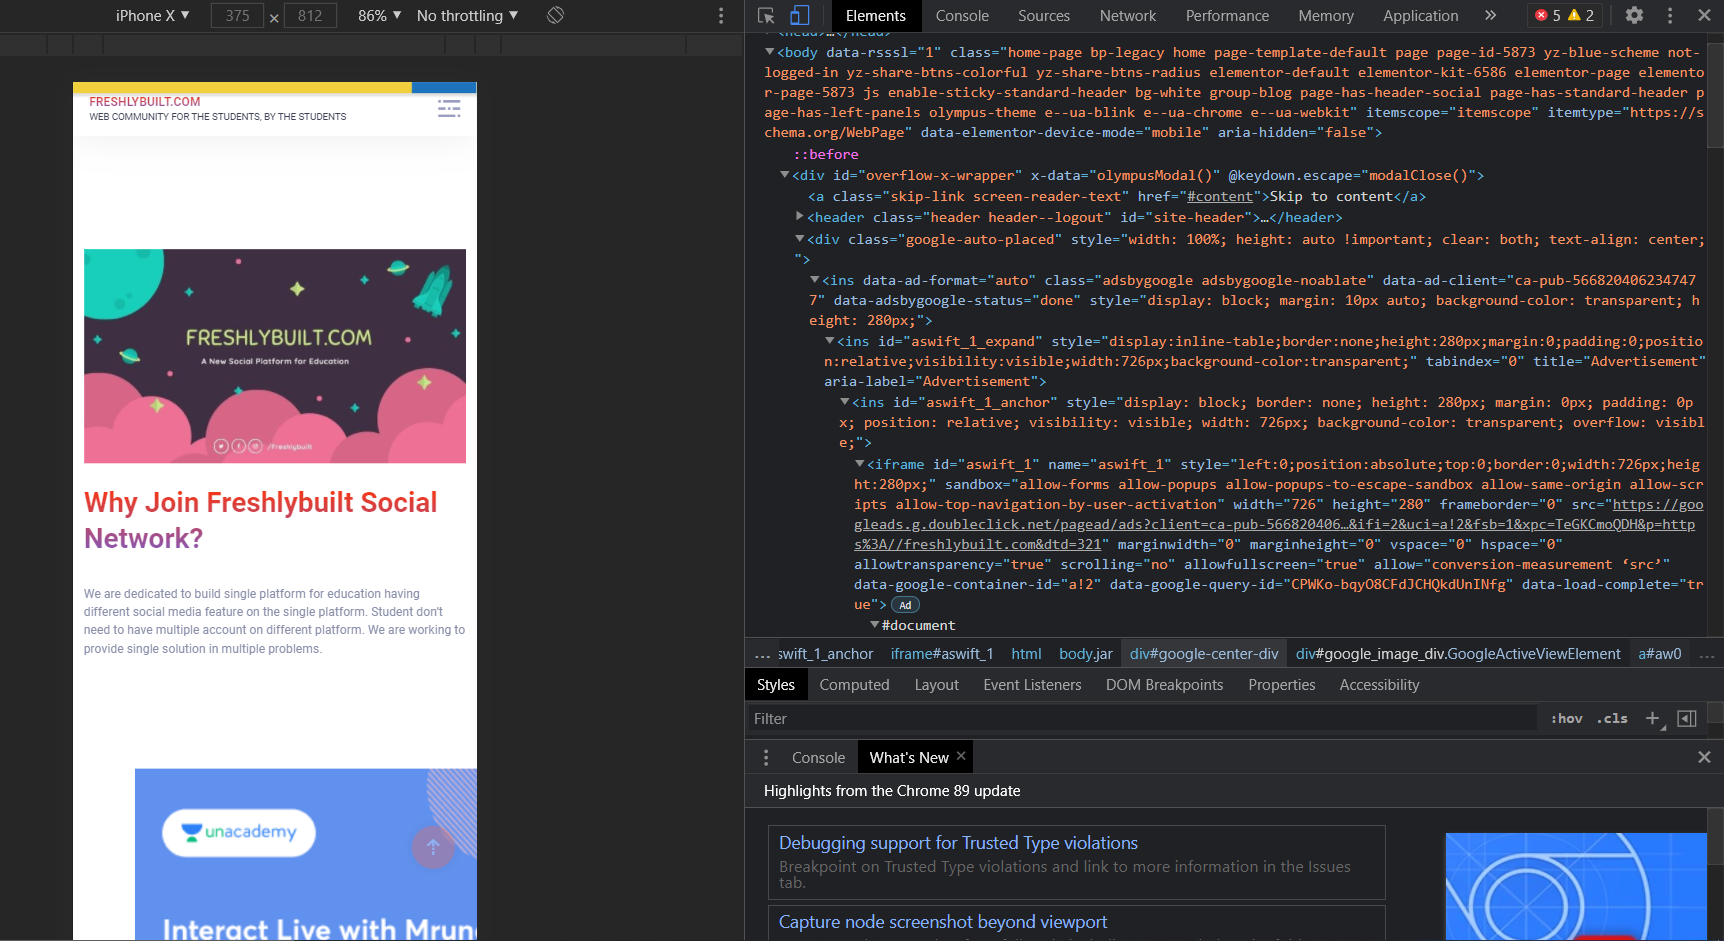 iPhone X ▼ 375 × 812 86% ▼ No throttling ▼
FRESHLYBUILT.COM
WEB COMMUNITY FOR THE STUDENTS, BY THE STUDENTS
FRESHLYBUILT.COM
A New Social Platform for Education
/Freshlybuilt
Why Join Freshlybuilt Social
Network?
We are dedicated to build single platform for education having
different social media feature on the single platform. Student don't
need to have multiple account on different platform. We are working to
provide single solution in multiple problems.
unacademy
Interact Live with Mrun
Elements Console Sources Network Performance Memory Application » 5 2
<head>…</head>
<body data-rsssl="1" class="home-page bp-legacy home page-template-default page page-id-5873 yz-blue-scheme not-
logged-in yz-share-btns-colorful yz-share-btns-radius elementor-default elementor-kit-6586 elementor-page elemento
r-page-5873 js enable-sticky-standard-header bg-white group-blog page-has-header-social page-has-standard-header p
age-has-left-panels olympus-theme e--ua-blink e--ua-chrome e--ua-webkit" itemscope="itemscope" itemtype="https://s
chema.org/WebPage" data-elementor-device-mode="mobile" aria-hidden="false">
::before
<div id="overflow-x-wrapper" x-data="olympusModal()" @keydown.escape="modalClose()">
<a class="skip-link screen-reader-text" href="#content">Skip to content</a>
<header class="header header--logout" id="site-header">…</header>
<div class="google-auto-placed" style="width: 100%; height: auto !important; clear: both; text-align: center;
">
<ins data-ad-format="auto" class="adsbygoogle adsbygoogle-noablate" data-ad-client="ca-pub-566820406234747
7" data-adsbygoogle-status="done" style="display: block; margin: 10px auto; background-color: transparent; h
eight: 280px;">
<ins id="aswift_1_expand" style="display:inline-table;border:none;height:280px;margin:0;padding:0;positio
n:relative;visibility:visible;width:726px;background-color:transparent;" tabindex="0" title="Advertisement"
aria-label="Advertisement">
<ins id="aswift_1_anchor" style="display: block; border: none; height: 280px; margin: 0px; padding: 0p
x; position: relative; visibility: visible; width: 726px; background-color: transparent; overflow: visibl
e;">
<iframe id="aswift_1" name="aswift_1" style="left:0;position:absolute;top:0;border:0;width:726px;heig
ht:280px;" sandbox="allow-forms allow-popups allow-popups-to-escape-sandbox allow-same-origin allow-scr
ipts allow-top-navigation-by-user-activation" width="726" height="280" frameborder="0" src="https://goo
gleads.g.doubleclick.net/pagead/ads?client=ca-pub-566820406…&ifi=2&uci=a!2&fsb=1&xpc=TeGKCmoQDH&p=http
s%3A//freshlybuilt.com&dtd=321" marginwidth="0" marginheight="0" vspace="0" hspace="0"
allowtransparency="true" scrolling="no" allowfullscreen="true" allow="conversion-measurement ‘src’"
data-google-container-id="a!2" data-google-query-id="CPWKo-bqyO8CFdJCHQkdUnINfg" data-load-complete="tr
ue"> Ad
#document
… swift_1_anchor iframe#aswift_1 html body.jar div#google-center-div div#google_image_div.GoogleActiveViewElement a#aw0 …
Styles Computed Layout Event Listeners DOM Breakpoints Properties Accessibility
Filter :hov .cls +
Console What's New ×
Highlights from the Chrome 89 update
Debugging support for Trusted Type violations
Breakpoint on Trusted Type violations and link to more information in the Issues
tab.
Capture node screenshot beyond viewport